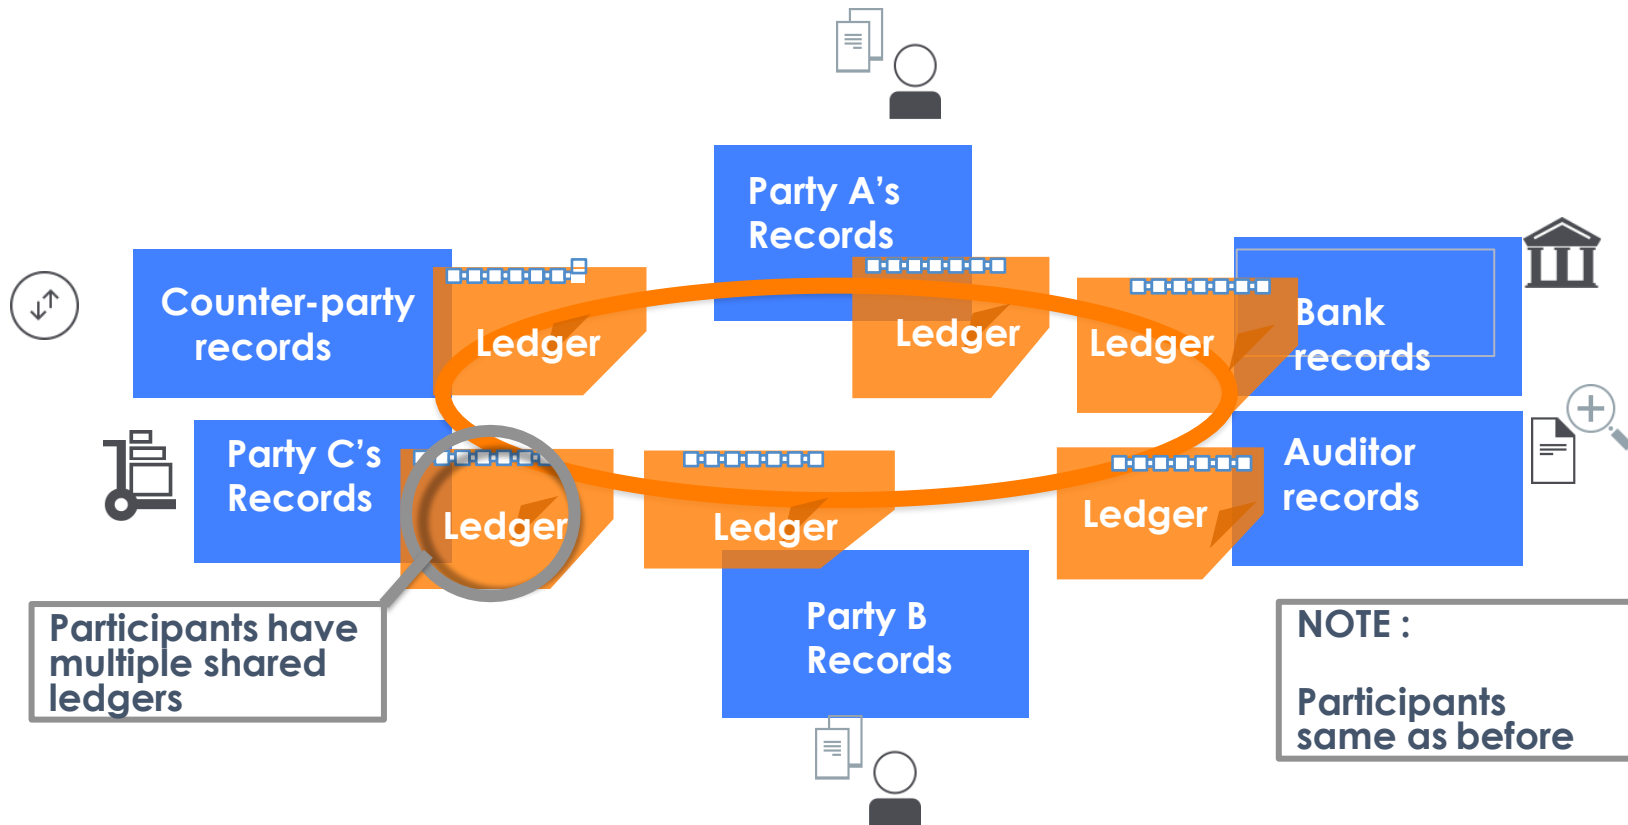 Party A’s
Records
Counter-party
records
Ledger
Ledger
Ledger
Bank
records
Party C’s
Records
Ledger
Ledger
Ledger
Auditor
records
Party B
Records
Participants have
multiple shared
ledgers
NOTE :
Participants
same as before